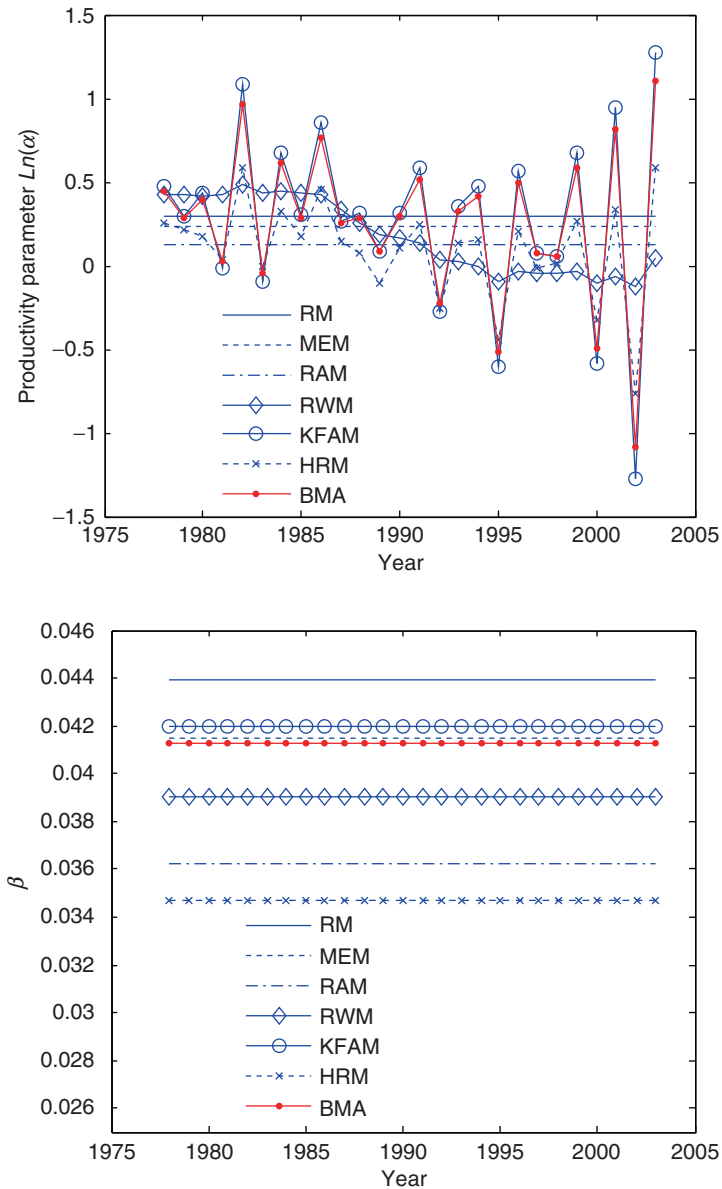 1.5
1
0.5
0
−0.5
−1
−1.5
Productivity parameter Ln(α)
RM
MEM
RAM
RWM
KFAM
HRM
BMA
1975 1980 1985 1990 1995 2000 2005
Year
0.046
0.044
0.042
0.04
0.038
0.036
0.034
0.032
0.03
0.028
0.026
β
RM
MEM
RAM
RWM
KFAM
HRM
BMA
1975 1980 1985 1990 1995 2000 2005
Year